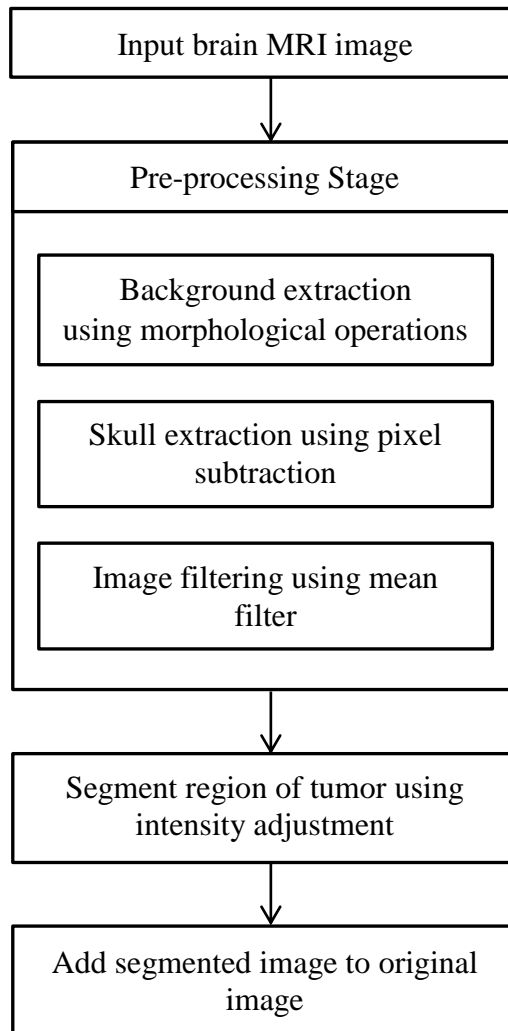 Input brain MRI image
Pre-processing Stage
Background extraction
using morphological operations
Skull extraction using pixel
subtraction
Image filtering using mean
filter
Segment region of tumor using
intensity adjustment
Add segmented image to original
image